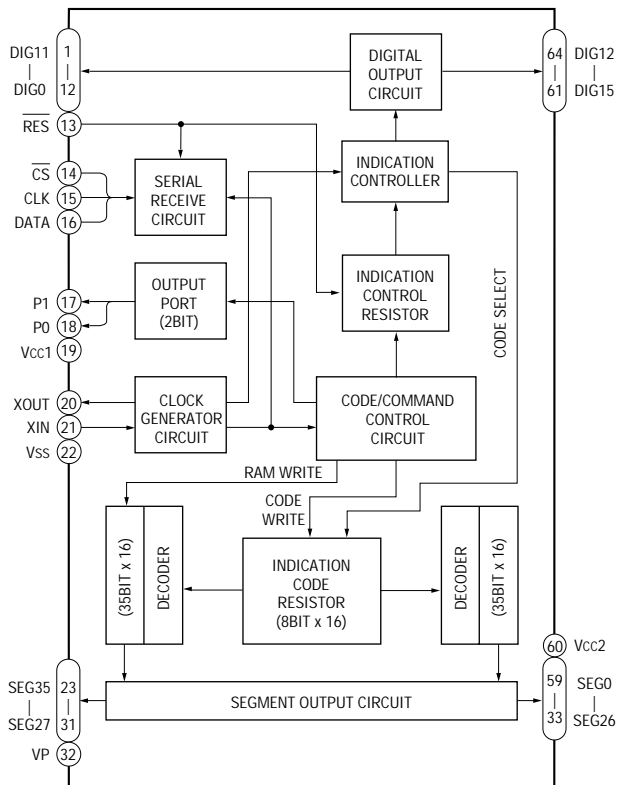 DIG11
|
DIG0
1
|
12
DIGITAL
OUTPUT
CIRCUIT
64
|
61
DIG12
|
DIG15
RES
13
CS
14
CLK
15
DATA
16
SERIAL
RECEIVE
CIRCUIT
INDICATION
CONTROLLER
P1
17
P0
18
Vcc1
19
OUTPUT
PORT
(2BIT)
INDICATION
CONTROL
RESISTOR
CODE SELECT
XOUT
20
XIN
21
Vss
22
CLOCK
GENERATOR
CIRCUIT
CODE/COMMAND
CONTROL
CIRCUIT
RAM WRITE
CODE
WRITE
(35BIT x 16)
DECODER
INDICATION
CODE
RESISTOR
(8BIT x 16)
DECODER
(35BIT x 16)
60
Vcc2
SEG35
|
SEG27
23
|
31
SEGMENT OUTPUT CIRCUIT
59
|
33
SEG0
|
SEG26
VP
32